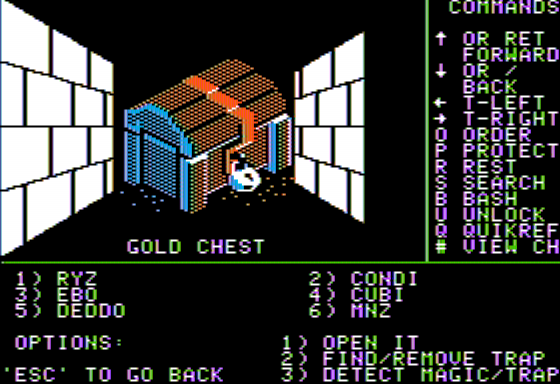 COMMANDS
↑ OR RET
FORWARD
↓ OR /
BACK
← T-LEFT
→ T-RIGHT
O ORDER
P PROTECT
R REST
S SEARCH
B BASH
U UNLOCK
Q QUIKREF
# VIEW CH
GOLD CHEST
1) RYZ 2) CONDI
3) EBO 4) CUBI
5) DEDDO 6) MNZ
OPTIONS: 1) OPEN IT
2) FIND/REMOVE TRAP
'ESC' TO GO BACK 3) DETECT MAGIC/TRAP